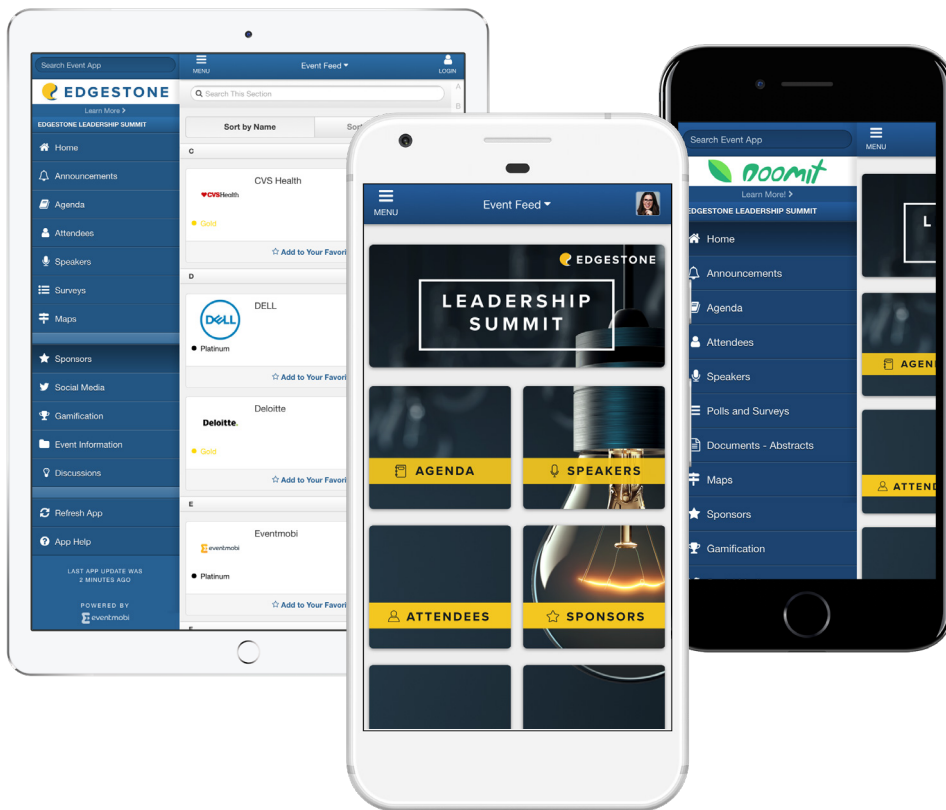 Search Event App
MENU
Event Feed
LOGIN
EDGESTONE
Learn More >
EDGESTONE LEADERSHIP SUMMIT
Home
Announcements
Agenda
Attendees
Speakers
Surveys
Maps
Sponsors
Social Media
Gamification
Event Information
Discussions
Refresh App
App Help
LAST APP UPDATE WAS
2 MINUTES AGO
POWERED BY
eventmobi
Search This Section
A
B
Sort by Name
Sor
C
CVS Health
CVSHealth
Gold
Add to Your Favori
D
DELL
DELL
Platinum
Add to Your Favori
Deloitte
Deloitte.
Gold
Add to Your Favori
E
Eventmobi
eventmobi
Platinum
Add to Your Favori
MENU
Event Feed
EDGESTONE
LEADERSHIP
SUMMIT
AGENDA
SPEAKERS
ATTENDEES
SPONSORS
Search Event App
MENU
noomit
Learn More! >
EDGESTONE LEADERSHIP SUMMIT
Home
Announcements
Agenda
Attendees
Speakers
Polls and Surveys
Documents - Abstracts
Maps
Sponsors
Gamification
L
AGEN
ATTEND